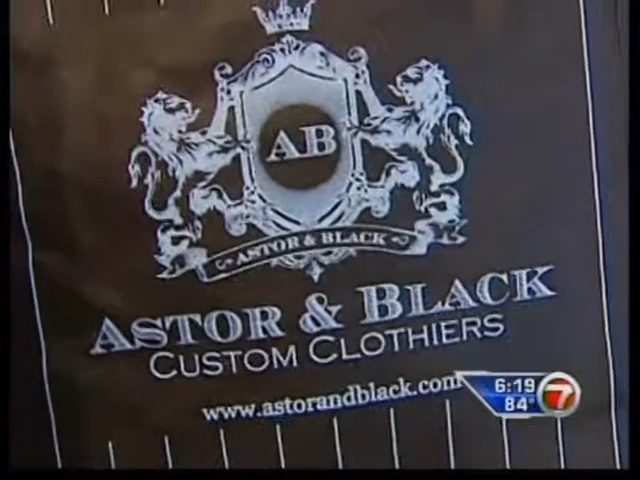 AB
ASTOR & BLACK
ASTOR & BLACK
CUSTOM CLOTHIERS
www.astorandblack.com
6:19
84°
7